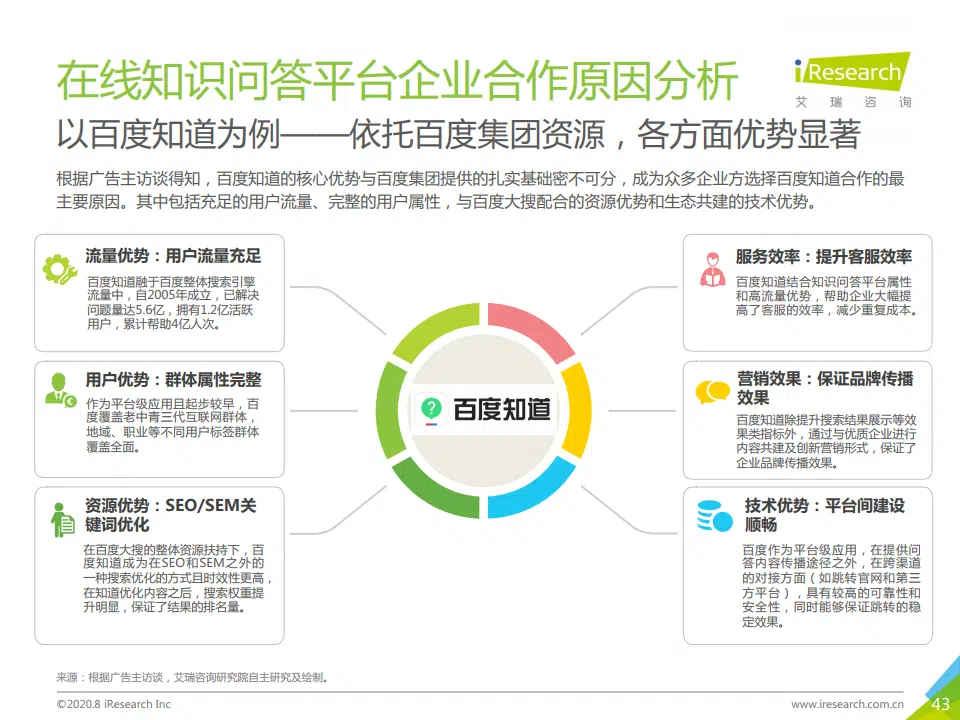 在线知识问答平台企业合作原因分析
iResearch
艾瑞咨询
以百度知道为例——依托百度集团资源，各方面优势显著
根据广告主访谈得知，百度知道的核心优势与百度集团提供的扎实基础密不可分，成为众多企业方选择百度知道合作的最
主要原因。其中包括充足的用户流量、完整的用户属性，与百度大搜配合的资源优势和生态共建的技术优势。
流量优势：用户流量充足
百度知道融于百度整体搜索引擎
流量中，自2005年成立，已解决
问题量达5.6亿，拥有1.2亿活跃
用户，累计帮助4亿人次。
用户优势：群体属性完整
作为平台级应用且起步较早，百
度覆盖老中青三代互联网群体，
地域、职业等不同用户标签群体
覆盖全面。
资源优势：SEO/SEM关
键词优化
在百度大搜的整体资源扶持下，百
度知道成为在SEO和SEM之外的
一种搜索优化的方式且时效性更高，
在知道优化内容之后，搜索权重提
升明显，保证了结果的排名量。
百度知道
服务效率：提升客服效率
百度知道结合知识问答平台属性
和高流量优势，帮助企业大幅提
高了客服的效率，减少重复成本。
营销效果：保证品牌传播
效果
百度知道除提升搜索结果展示等效
果类指标外，通过与优质企业进行
内容共建及创新营销形式，保证了
企业品牌传播效果。
技术优势：平台间建设
顺畅
百度作为平台级应用，在提供问
答内容传播途径之外，在跨渠道
的对接方面（如跳转官网和第三
方平台），具有较高的可靠性和
安全性，同时能够保证跳转的稳
定效果。
来源：根据广告主访谈，艾瑞咨询研究院自主研究及绘制。
©2020.8 iResearch Inc
www.iresearch.com.cn
43